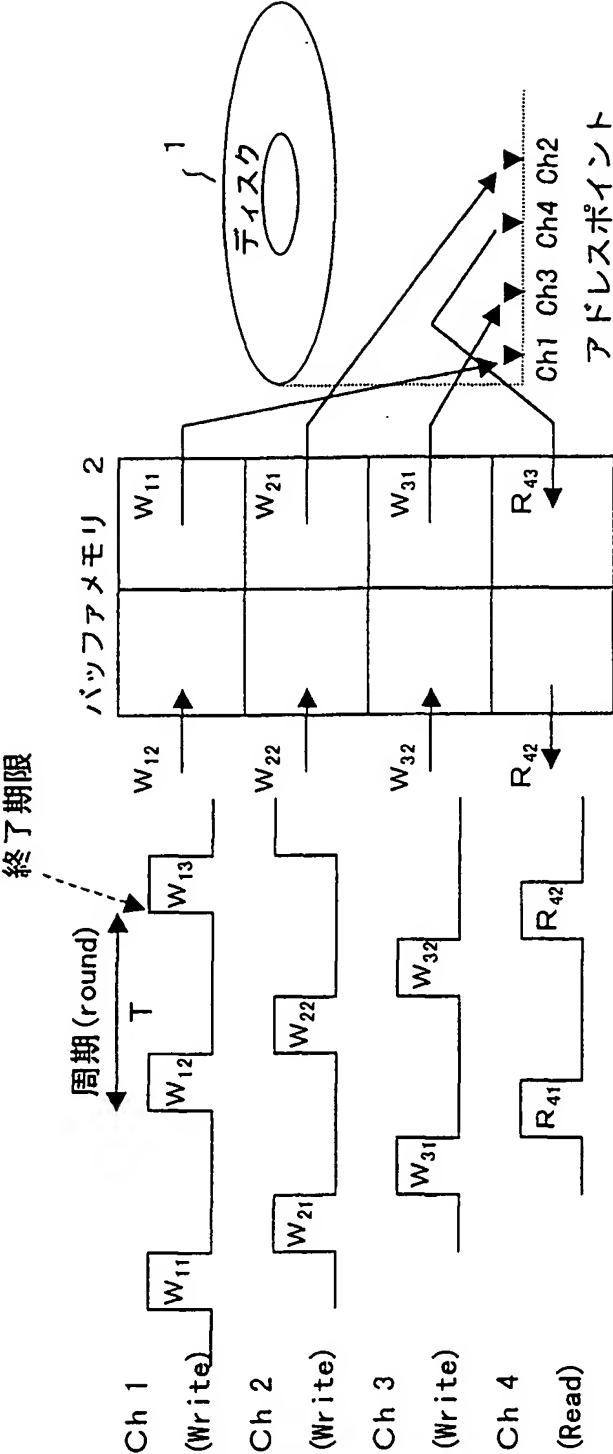 終了期限
周期(round)
T
バッファメモリ 2
ディスク
1
Ch 1
(Write)
W11
W12
W13
W12
W11
Ch 2
(Write)
W21
W22
W22
W21
Ch 3
(Write)
W31
W32
W32
W31
Ch 4
(Read)
R41
R42
R42
R43
Ch1 Ch3 Ch4 Ch2
アドレスポイント